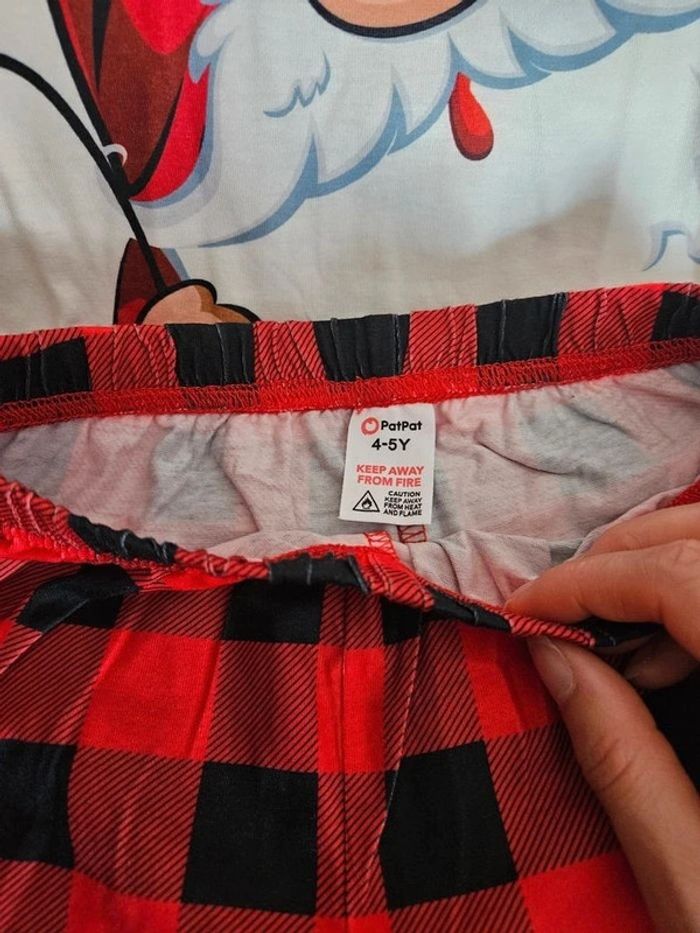 PatPat
4-5Y
KEEP AWAY
FROM FIRE
CAUTION
KEEP AWAY
FROM HEAT
AND FLAME